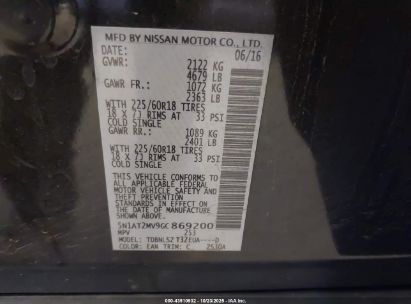 MFD BY NISSAN MOTOR CO., LTD.
DATE: 06/16
GVWR: 2122 KG
4679 LB
GAWR FR.: 1072 KG
2363 LB
WITH 225/60R18 TIRES
18 X 7J RIMS AT 33 PSI
COLD SINGLE
GAWR RR.: 1089 KG
2401 LB
WITH 225/60R18 TIRES
18 X 7J RIMS AT 33 PSI
COLD SINGLE
THIS VEHICLE CONFORMS TO
ALL APPLICABLE FEDERAL
MOTOR VEHICLE SAFETY AND
THEFT PREVENTION
STANDARDS IN EFFECT ON
THE DATE OF MANUFACTURE
SHOWN ABOVE.
5N1AT2MV9GC869200
MPV 253
MODEL:
COLOR: EAN TRIM: C